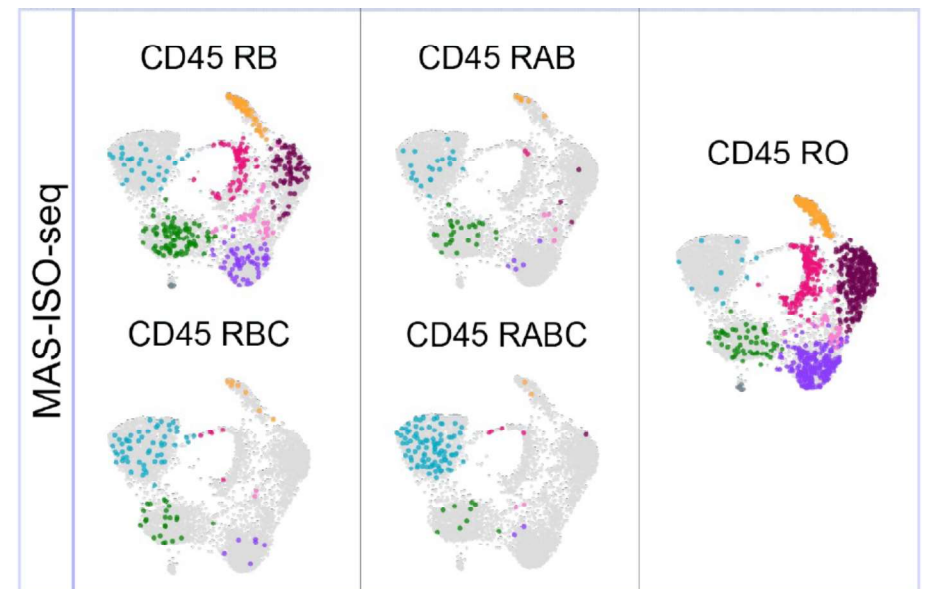 MAS-ISO-seq
CD45 RB
CD45 RAB
CD45 RO
CD45 RBC
CD45 RABC